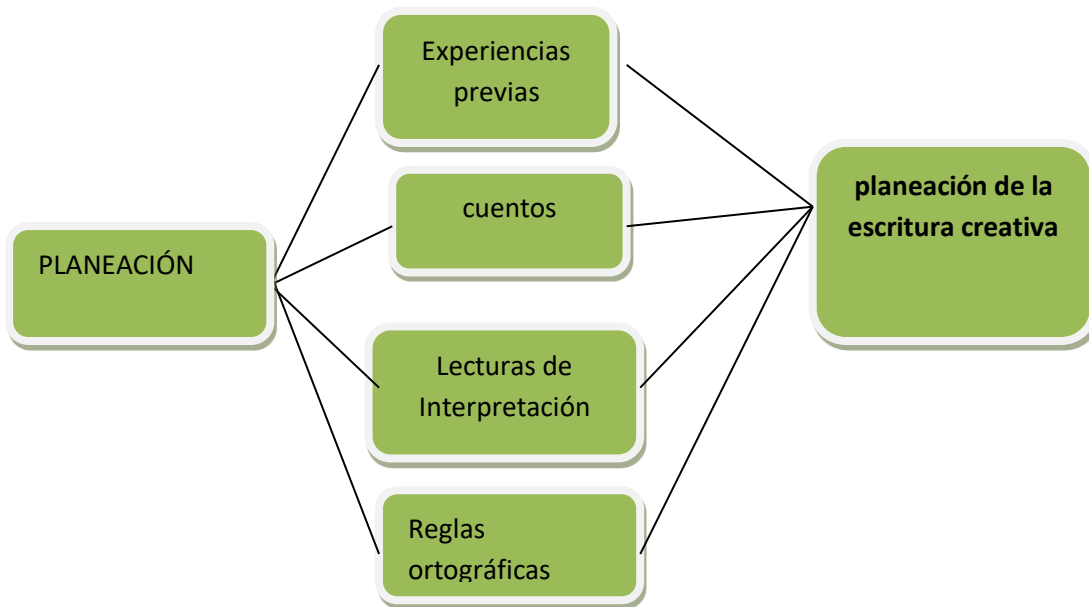 PLANEACIÓN
Experiencias
previas
cuentos
Lecturas de
Interpretación
Reglas
ortográficas
planeación de la
escritura creativa